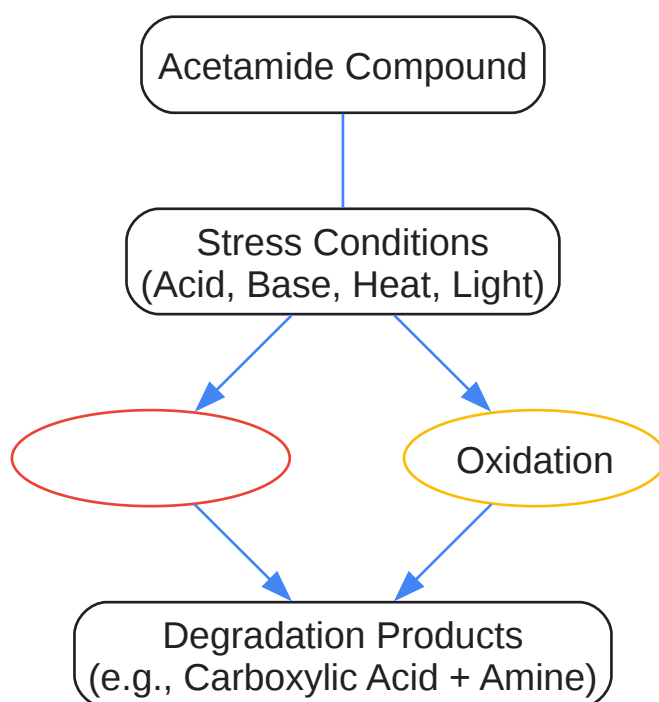 Acetamide Compound
Stress Conditions
(Acid, Base, Heat, Light)
Oxidation
Degradation Products
(e.g., Carboxylic Acid + Amine)